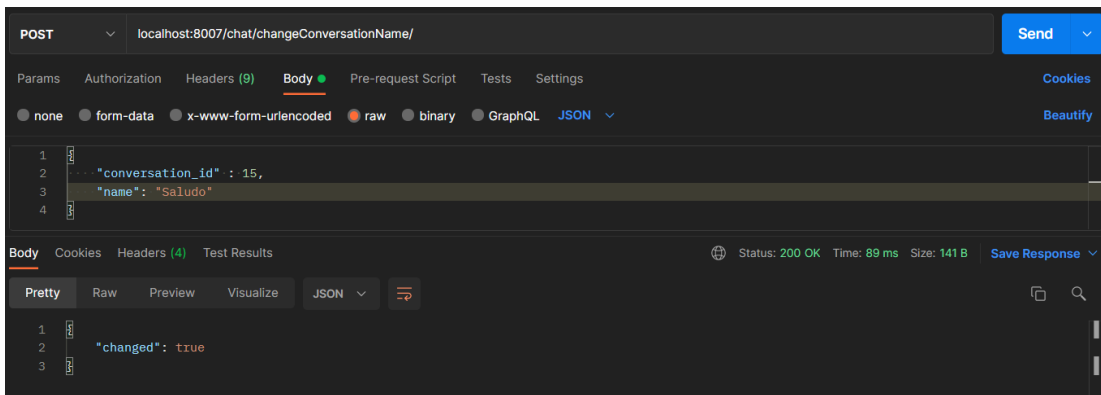 POST localhost:8007/chat/changeConversationName/ Send
Params Authorization Headers (9) Body Pre-request Script Tests Settings Cookies
none form-data x-www-form-urlencoded raw binary GraphQL JSON Beautify
1 {
2 "conversation_id" : 15,
3 "name": "Saludo"
4 }
Body Cookies Headers (4) Test Results Status: 200 OK Time: 89 ms Size: 141 B Save Response
Pretty Raw Preview Visualize JSON
1 {
2 "changed": true
3 }